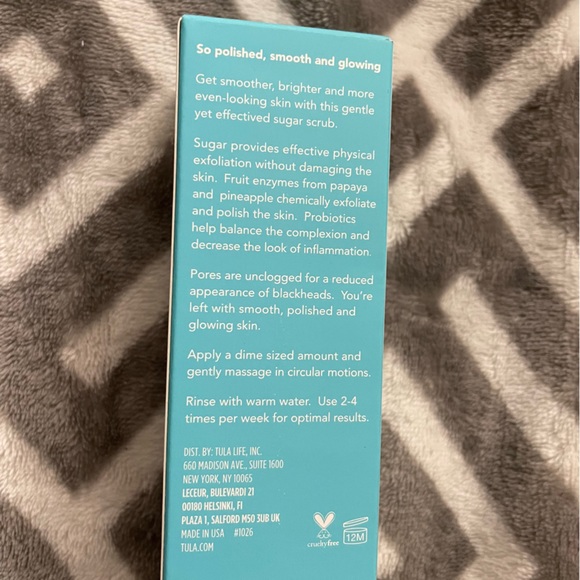 So polished, smooth and glowing
Get smoother, brighter and more
even-looking skin with this gentle
yet effectived sugar scrub.
Sugar provides effective physical
exfoliation without damaging the
skin. Fruit enzymes from papaya
and pineapple chemically exfoliate
and polish the skin. Probiotics
help balance the complexion and
decrease the look of inflammation.
Pores are unclogged for a reduced
appearance of blackheads. You're
left with smooth, polished and
glowing skin.
Apply a dime sized amount and
gently massage in circular motions.
Rinse with warm water. Use 2-4
times per week for optimal results.
DIST. BY: TULA LIFE, INC.
660 MADISON AVE., SUITE 1600
NEW YORK, NY 10065
LECEUR, BULEVARDI 21
00180 HELSINKI, FI
PLAZA 1, SALFORD M50 3UB UK
MADE IN USA #1026
TULA.COM
crueltyfree
12M